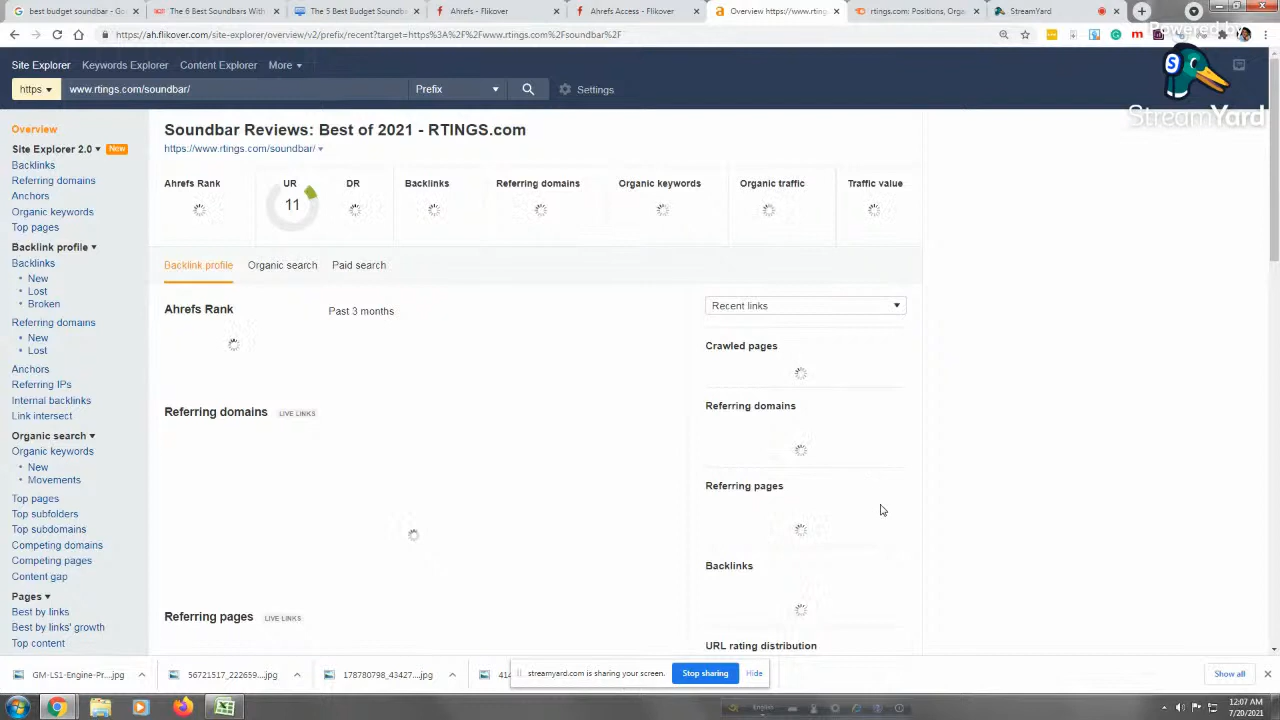 best budget soundbar - Go
The 6 Best Soundbars With
The 5 Best Budget Soundb
Ahrefs - Flikover
Ahrefs Access - Flikover
Overview https://www.rting
rtings.com: Positions, Orga
StreamYard
https://ah.flikover.com/site-explorer/overview/v2/prefix/recent?target=http
Powered by
StreamYard
Site Explorer
Keywords Explorer
Content Explorer
More
https
www.rtings.com/soundbar/
Prefix
Settings
Overview
Site Explorer 2.0
New
Backlinks
Referring domains
Anchors
Organic keywords
Top pages
Backlink profile
Backlinks
New
Lost
Broken
Referring domains
New
Lost
Anchors
Referring IPs
Internal backlinks
Link intersect
Organic search
Organic keywords
New
Movements
Top pages
Top subfolders
Top subdomains
Competing domains
Competing pages
Content gap
Pages
Best by links
Best by links' growth
Top content
Soundbar Reviews: Best of 2021 - RTINGS.com
https://www.rtings.com/soundbar/
Ahrefs Rank
UR
11
DR
Backlinks
Referring domains
Organic keywords
Organic traffic
Traffic value
Backlink profile
Organic search
Paid search
Ahrefs Rank
Past 3 months
Referring domains
LIVE LINKS
Referring pages
LIVE LINKS
Recent links
Crawled pages
Referring domains
Referring pages
Backlinks
URL rating distribution
GM-LS1-Engine-Pr....jpg
56721517_222659....jpg
178780798_43427....jpg
streamyard.com is sharing your screen.
Stop sharing
Hide
Show all
English
12:07 AM
7/20/2021